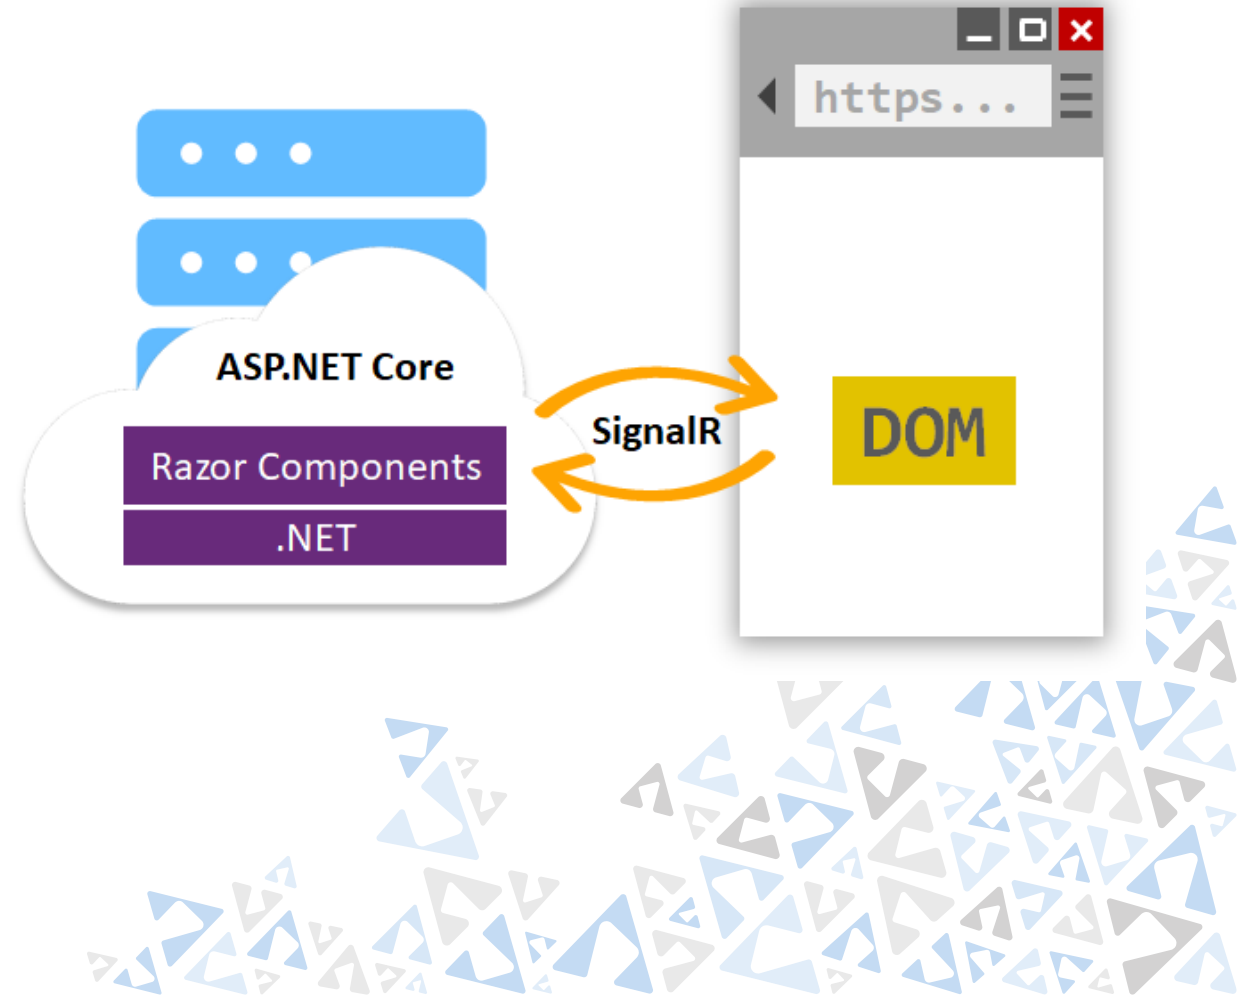 https...
ASP.NET Core
SignalR
DOM
Razor Components
.NET